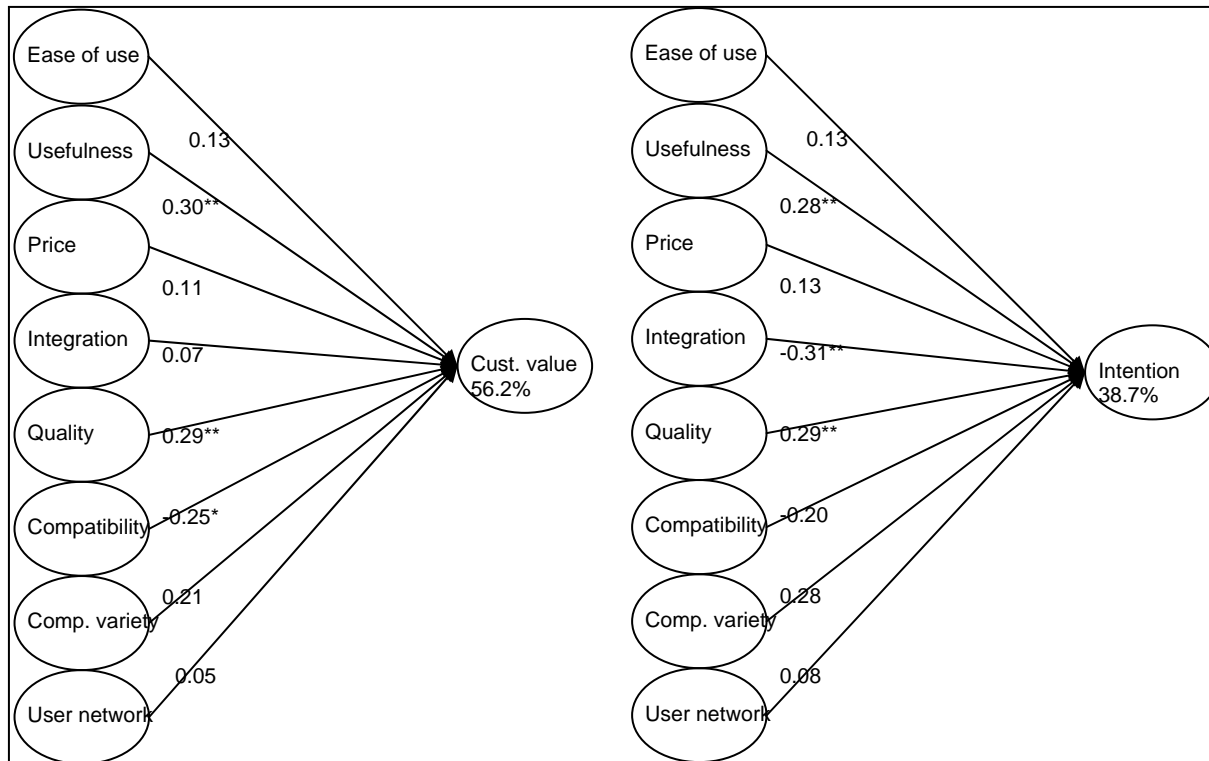 Ease of use
0.13
Usefulness
0.30**
Price
0.11
Integration
0.07
Quality
0.29**
Compatibility
-0.25*
Comp. variety
0.21
User network
0.05
Cust. value
56.2%
Ease of use
0.13
Usefulness
0.28**
Price
0.13
Integration
-0.31**
Quality
0.29**
Compatibility
-0.20
Comp. variety
0.28
User network
0.08
Intention
38.7%